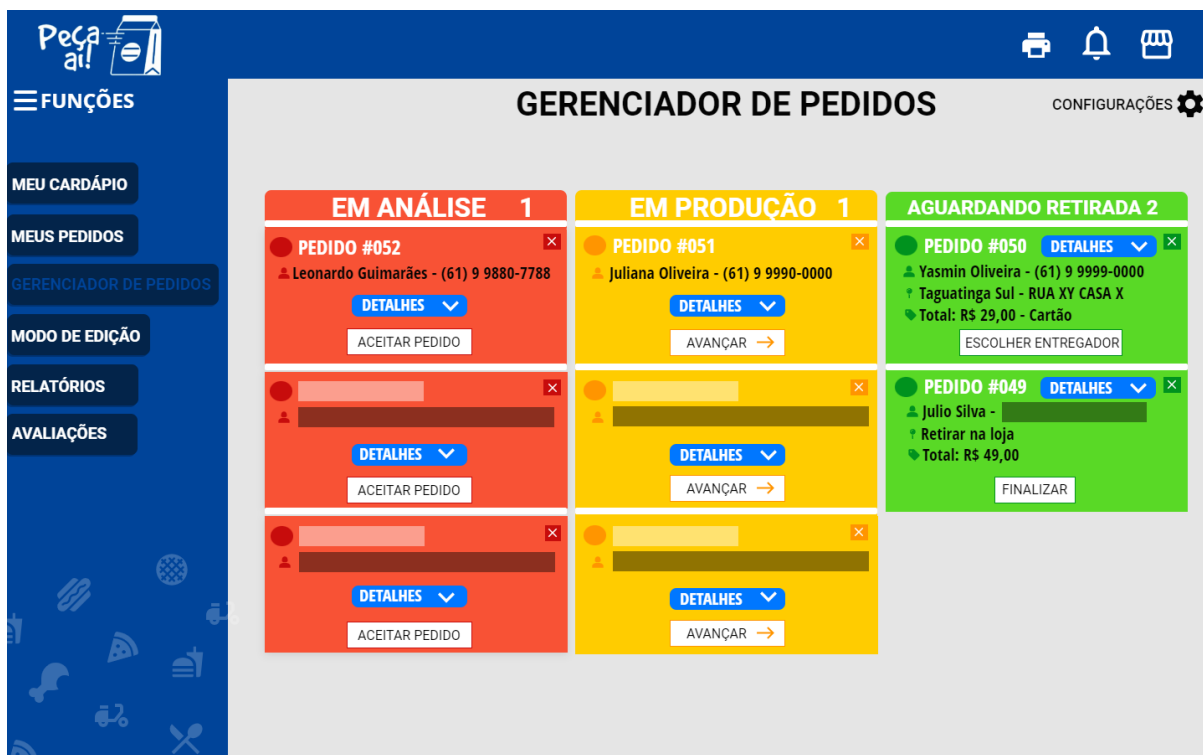 Peça
aí!
FUNÇÕES
GERENCIADOR DE PEDIDOS
CONFIGURAÇÕES
MEU CARDÁPIO
MEUS PEDIDOS
GERENCIADOR DE PEDIDOS
MODO DE EDIÇÃO
RELATÓRIOS
AVALIAÇÕES
EM ANÁLISE 1
PEDIDO #052
Leonardo Guimarães - (61) 9 9880-7788
DETALHES
ACEITAR PEDIDO
DETALHES
ACEITAR PEDIDO
DETALHES
ACEITAR PEDIDO
EM PRODUÇÃO 1
PEDIDO #051
Juliana Oliveira - (61) 9 9990-0000
DETALHES
AVANÇAR →
DETALHES
AVANÇAR →
DETALHES
AVANÇAR →
AGUARDANDO RETIRADA 2
PEDIDO #050 DETALHES
Yasmin Oliveira - (61) 9 9999-0000
Taguatinga Sul - RUA XY CASA X
Total: R$ 29,00 - Cartão
ESCOLHER ENTREGADOR
PEDIDO #049 DETALHES
Julio Silva -
Retirar na loja
Total: R$ 49,00
FINALIZAR